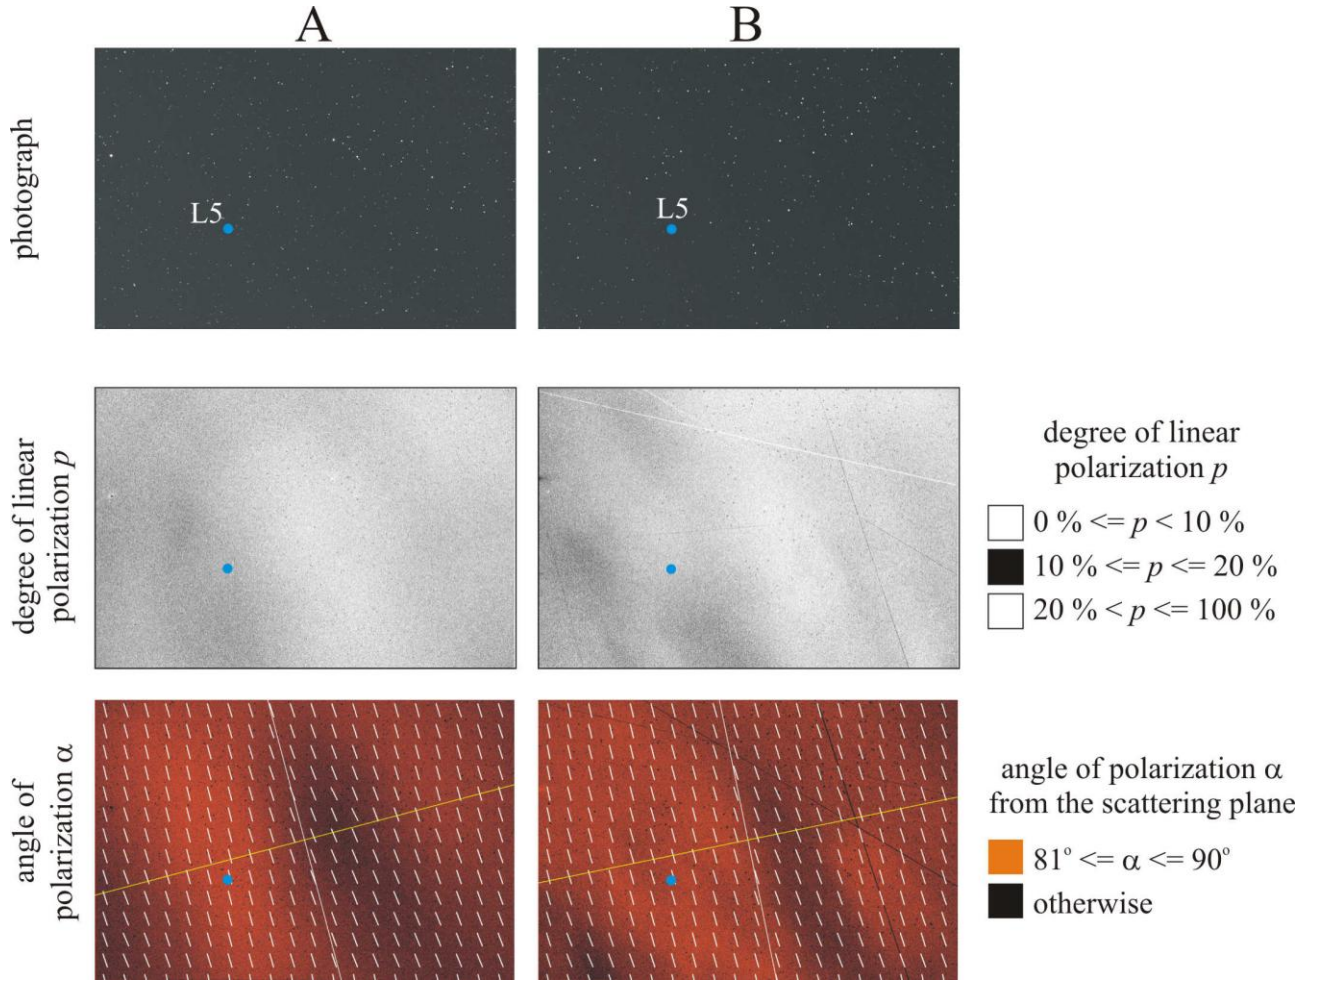 A
B
photograph
L5
L5
degree of linear
polarization p
degree of linear
polarization p
0 % <= p < 10 %
10 % <= p <= 20 %
20 % < p <= 100 %
angle of
polarization α
angle of polarization α
from the scattering plane
81° <= α <= 90°
otherwise